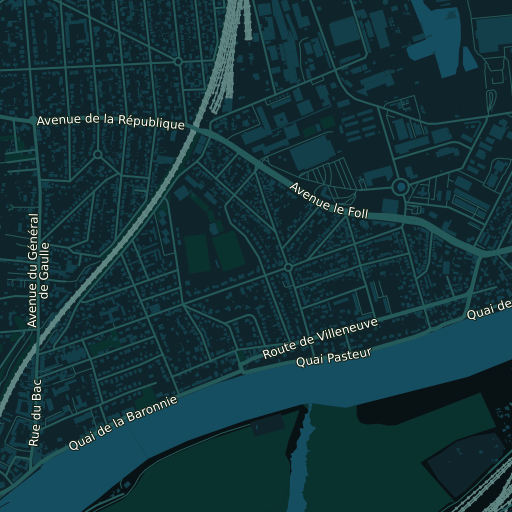 Avenue de la République
Avenue le Foll
Avenue du Général
de Gaulle
Quai de
Route de Villeneuve
Quai Pasteur
Rue du Bac
Quai de la Baronnie